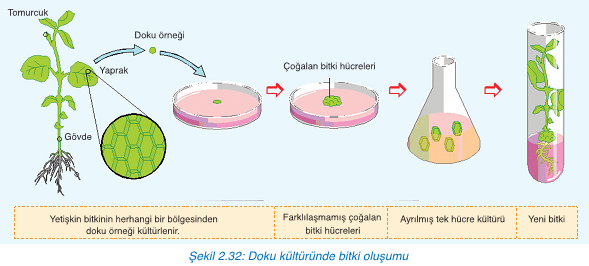 Tomurcuk
Doku örneği
Yaprak
Çoğalan bitki hücreleri
Gövde
Yetişkin bitkinin herhangi bir bölgesinden
doku örneği kültürlenir.
Farklılaşmamış çoğalan
bitki hücreleri
Ayrılmış tek hücre kültürü
Yeni bitki
Şekil 2.32: Doku kültüründe bitki oluşumu